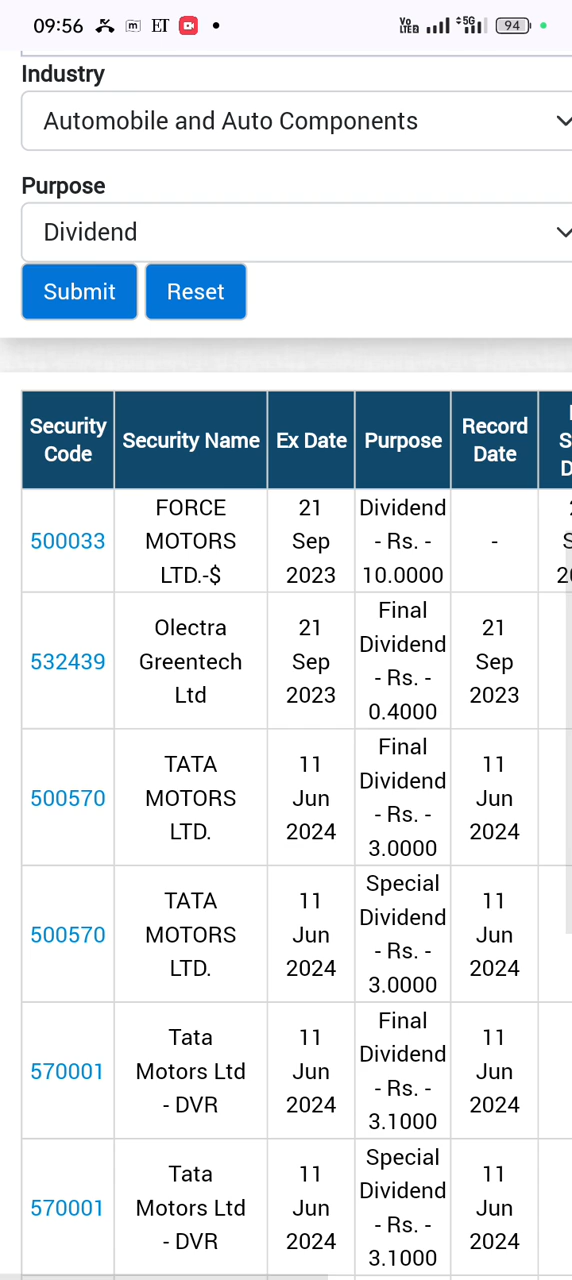 09:56 m ET Vo LTE2 5G 94
Industry
Automobile and Auto Components
Purpose
Dividend
Submit Reset
Security Code Security Name Ex Date Purpose Record Date
500033 FORCE MOTORS LTD.-$ 21 Sep 2023 Dividend - Rs. - 10.0000 -
532439 Olectra Greentech Ltd 21 Sep 2023 Final Dividend - Rs. - 0.4000 21 Sep 2023
500570 TATA MOTORS LTD. 11 Jun 2024 Final Dividend - Rs. - 3.0000 11 Jun 2024
500570 TATA MOTORS LTD. 11 Jun 2024 Special Dividend - Rs. - 3.0000 11 Jun 2024
570001 Tata Motors Ltd - DVR 11 Jun 2024 Final Dividend - Rs. - 3.1000 11 Jun 2024
570001 Tata Motors Ltd - DVR 11 Jun 2024 Special Dividend - Rs. - 3.1000 11 Jun 2024